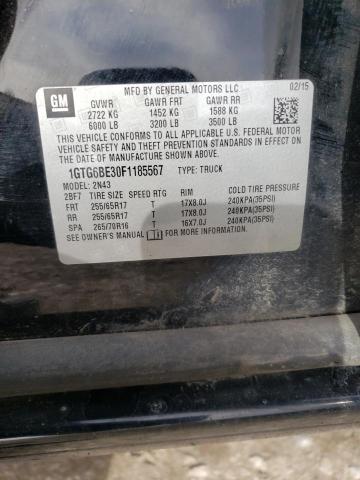 GM
MFD BY GENERAL MOTORS LLC
02/15
GVWR GAWR FRT GAWR RR
2722 KG 1452 KG 1588 KG
6000 LB 3200 LB 3500 LB
THIS VEHICLE CONFORMS TO ALL APPLICABLE U.S. FEDERAL MOTOR
VEHICLE SAFETY AND THEFT PREVENTION STANDARDS IN EFFECT
ON THE DATE OF MANUFACTURE SHOWN ABOVE.
1GTG6BE30F1185567 TYPE: TRUCK
MODEL: 2N43
2BF7 TIRE SIZE SPEED RTG RIM COLD TIRE PRESSURE
FRT 255/65R17 T 17X8.0J 240KPA(35PSI)
RR 255/65R17 T 17X8.0J 240KPA(35PSI)
SPA 265/70R16 T 16X7.0J 240KPA(35PSI)
SEE OWNER'S MANUAL FOR MORE INFORMATION.